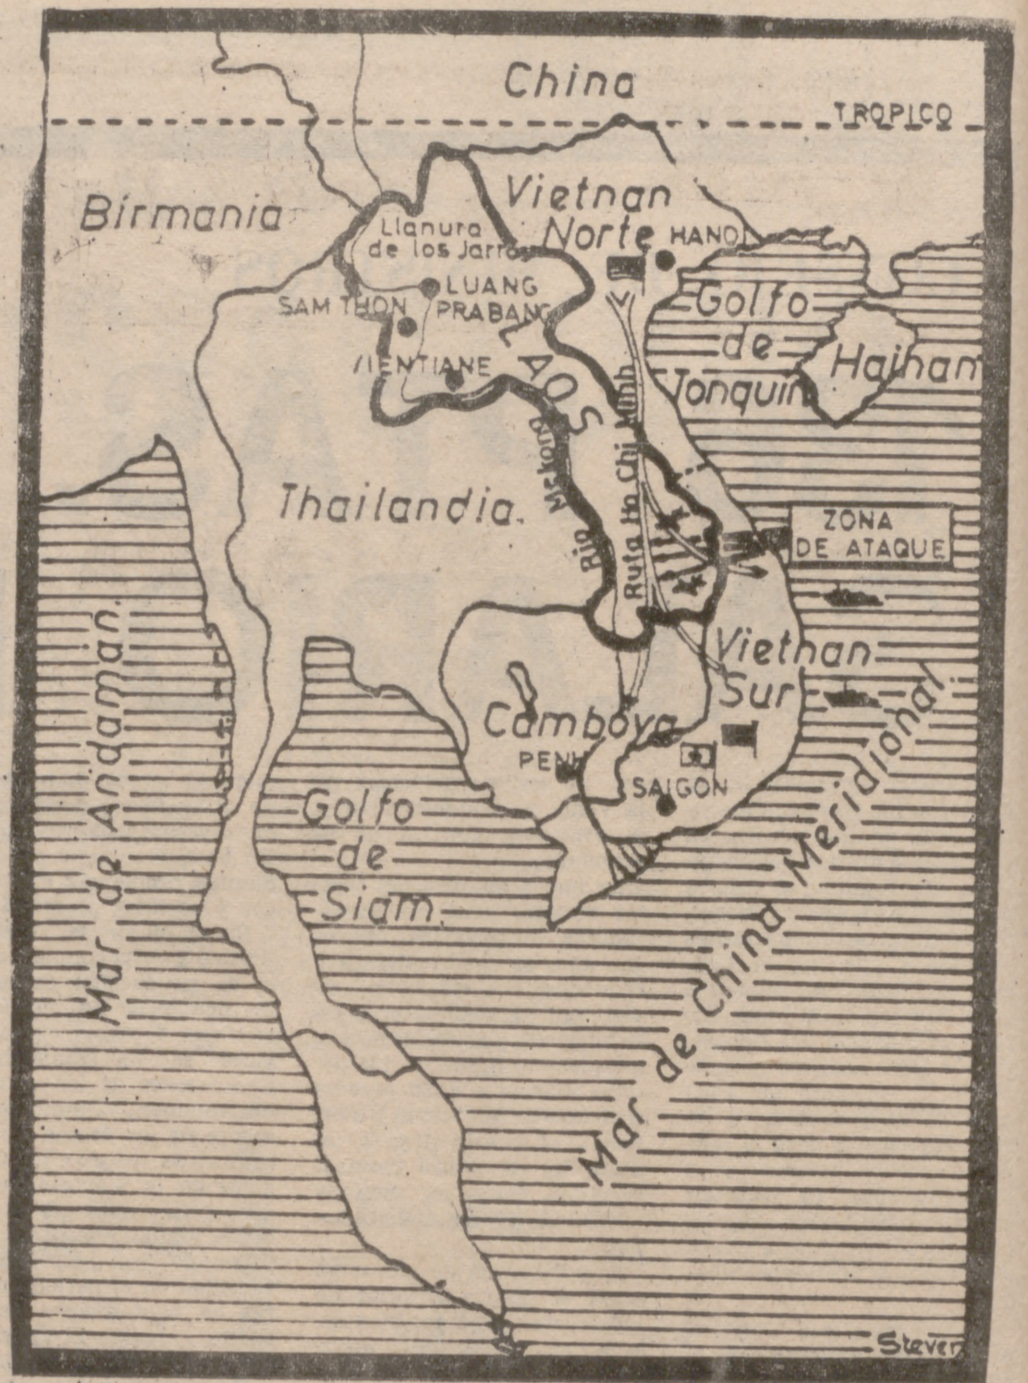 China
TROPICO
Birmania
Vietnan
Norte
HANOI
Llanura
de los Jarros
LUANG
PRABANG
SAM THON
VIENTIANE
LAOS
Golfo
de
Tonquin
Hainan
Rio Mekong
Ruta Ho Chi Minh
Thailandia.
ZONA
DE ATAQUE
Vietnan
Sur
Camboya
PENH
SAIGON
Mar de Andaman.
Golfo
de
Siam.
Mar de China Meridional
Steven